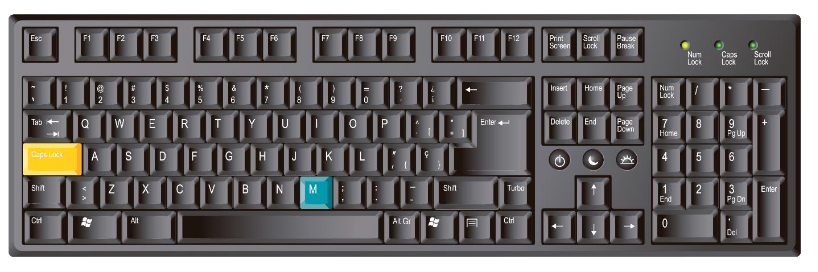 Esc F1 F2 F3 F4 F5 F6 F7 F8 F9 F10 F11 F12 Print Screen Scroll Lock Pause Break
Num Lock Caps Lock Scroll Lock
! 1 @ 2 # 3 $ 4 % 5 & 6 * 7 ( 8 ) 9 = 0 ? Insert Home Page Up Num Lock / * —
Tab Q W E R T Y U I O P Enter Delete End Page Down 7 Home 8 9 Pg Up +
Caps Lock A S D F G H J K L Ç 4 5 6
Shift < > Z X C V B N M ; , : . Shift Turbo 1 End 2 3 Pg Dn Enter
Ctrl Alt Alt Gr Ctrl 0 . Del